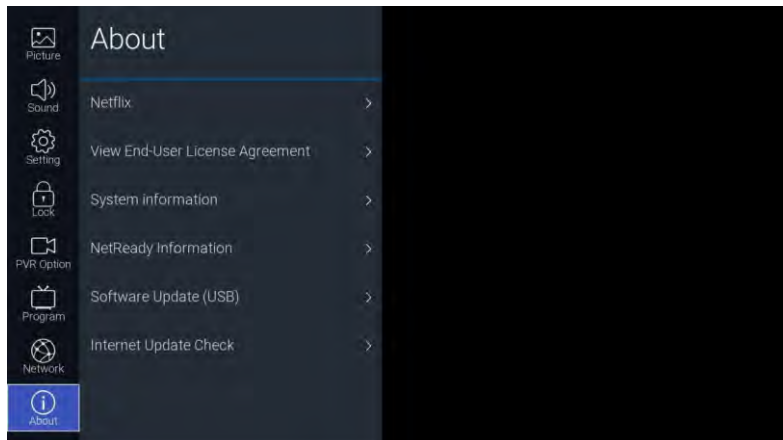 Picture
Sound
Setting
Lock
PVR Option
Program
Network
About
About
Netflix
View End-User License Agreement
System information
NetReady Information
Software Update (USB)
Internet Update Check